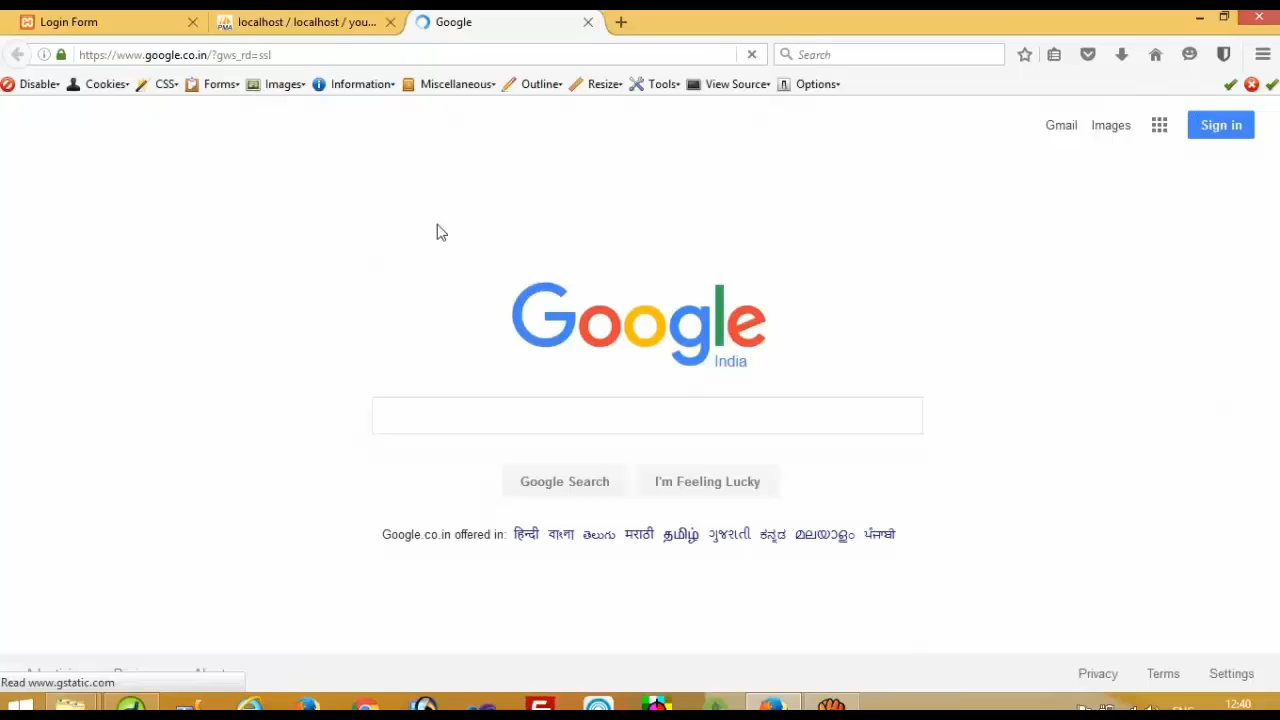 Login Form
localhost / localhost / you...
Google
https://www.google.co.in/?gws_rd=ssl
Search
Disable
Cookies
CSS
Forms
Images
Information
Miscellaneous
Outline
Resize
Tools
View Source
Options
Gmail
Images
Sign in
Google
India
Google Search
I'm Feeling Lucky
Google.co.in offered in: हिन्दी বাংলা తెలుగు मराठी தமிழ் ગુજરાતી ಕನ್ನಡ മലയാളം ਪੰਜਾਬੀ
Privacy
Terms
Settings
Read www.gstatic.com
ENG
12:40